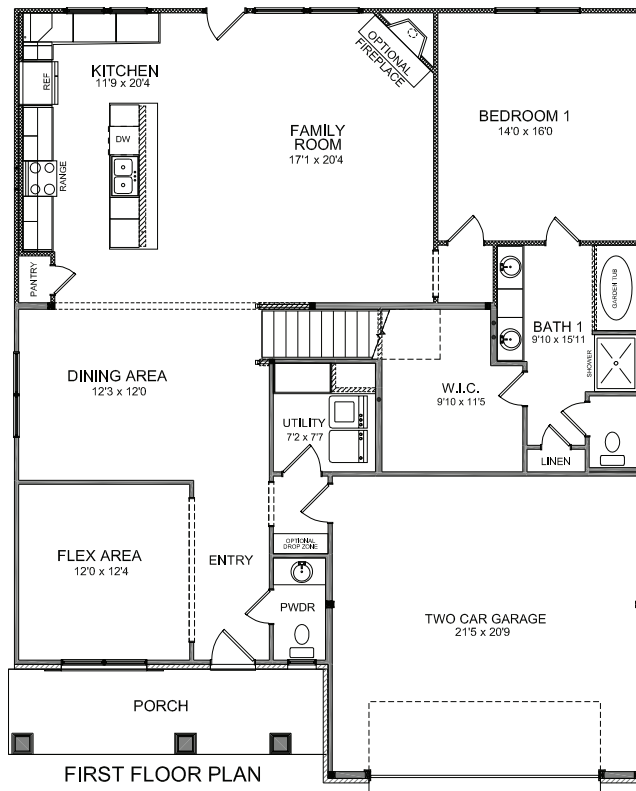 KITCHEN
11'9 x 20'4
REF
DW
RANGE
PANTRY
OPTIONAL
FIREPLACE
FAMILY
ROOM
17'1 x 20'4
BEDROOM 1
14'0 x 16'0
GARDEN TUB
BATH 1
9'10 x 15'11
SHOWER
DINING AREA
12'3 x 12'0
W.I.C.
9'10 x 11'5
UTILITY
7'2 x 7'7
LINEN
OPTIONAL
DROP ZONE
FLEX AREA
12'0 x 12'4
ENTRY
PWDR
TWO CAR GARAGE
21'5 x 20'9
PORCH
FIRST FLOOR PLAN